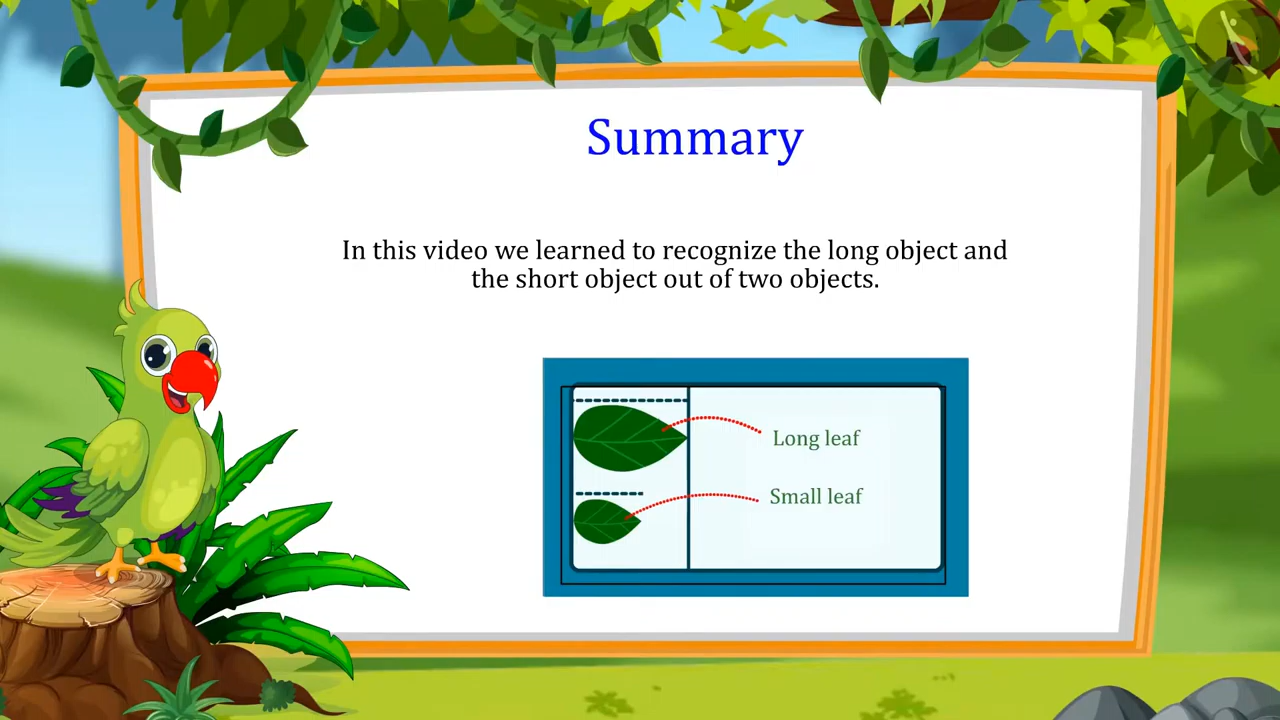 Summary
In this video we learned to recognize the long object and
the short object out of two objects.
Long leaf
Small leaf